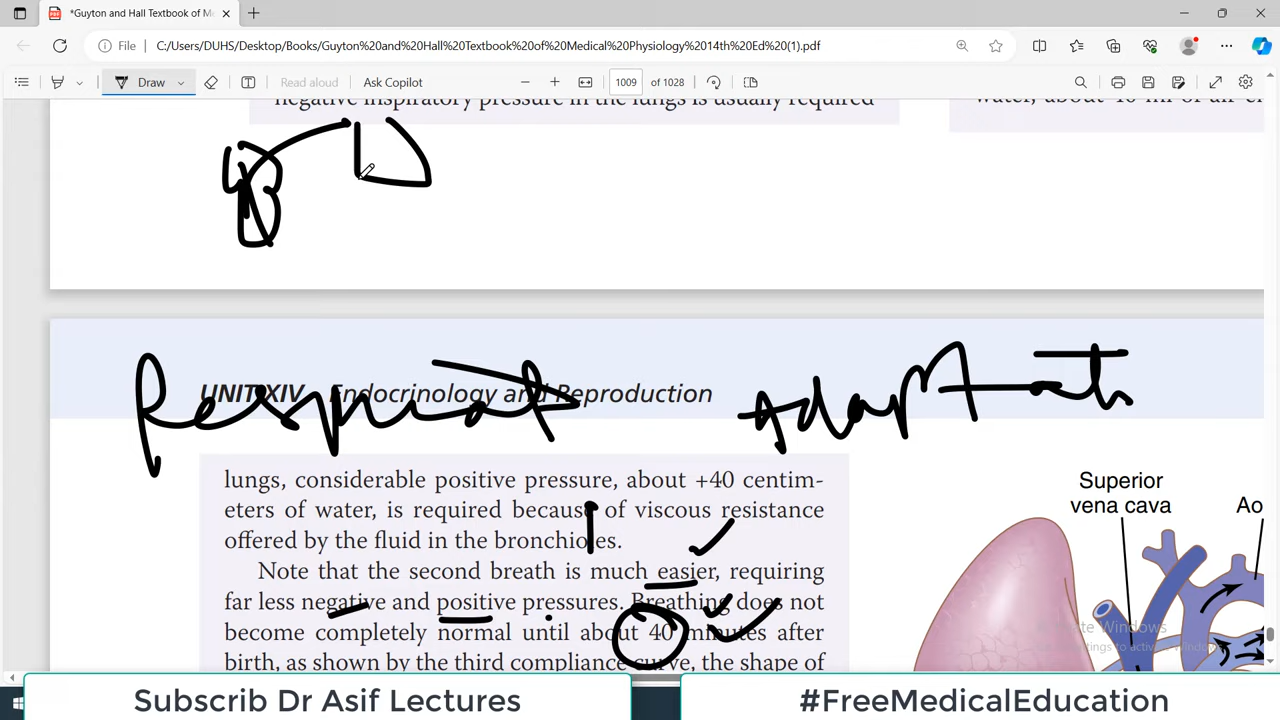 *Guyton and Hall Textbook of Me
File C:/Users/DUHS/Desktop/Books/Guyton%20and%20Hall%20Textbook%20of%20Medical%20Physiology%2014th%20Ed%20(1).pdf
Draw Read aloud Ask Copilot 1009 of 1028
negative inspiratory pressure in the lungs is usually required
UNIT XIV Endocrinology and Reproduction
lungs, considerable positive pressure, about +40 centim-
eters of water, is required because of viscous resistance
offered by the fluid in the bronchioles.
Note that the second breath is much easier, requiring
far less negative and positive pressures. Breathing does not
become completely normal until about 40 minutes after
birth, as shown by the third compliance curve, the shape of
Superior
vena cava
Ao
Subscrib Dr Asif Lectures
#FreeMedicalEducation